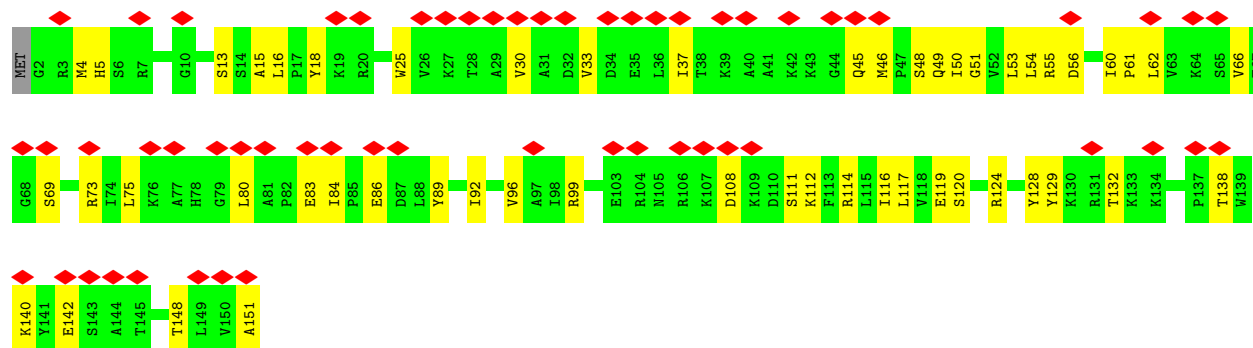 MET G2 R3 M4 H5 S6 R7 G10 S13 S14 A15 L16 P17 Y18 K19 R20 W25 V26 K27 T28 A29 V30 A31 D32 V33 D34 E35 L36 I37 T38 K39 A40 A41 K42 K43 G44 Q45 M46 P47 S48 Q49 I50 G51 V52 L53 L54 R55 D56 I60 P61 L62 V63 K64 S65 V66
G68 S69 R73 I74 L75 K76 A77 H78 G79 L80 A81 P82 E83 I84 P85 E86 D87 L88 Y89 I92 V96 A97 I98 R99 E103 R104 N105 R106 K107 D108 K109 D110 S111 K112 F113 R114 L115 I116 L117 V118 E119 S120 R124 Y128 Y129 K130 R131 T132 K133 K134 P137 T138 W139
K140 Y141 E142 S143 A144 T145 T148 L149 V150 A151